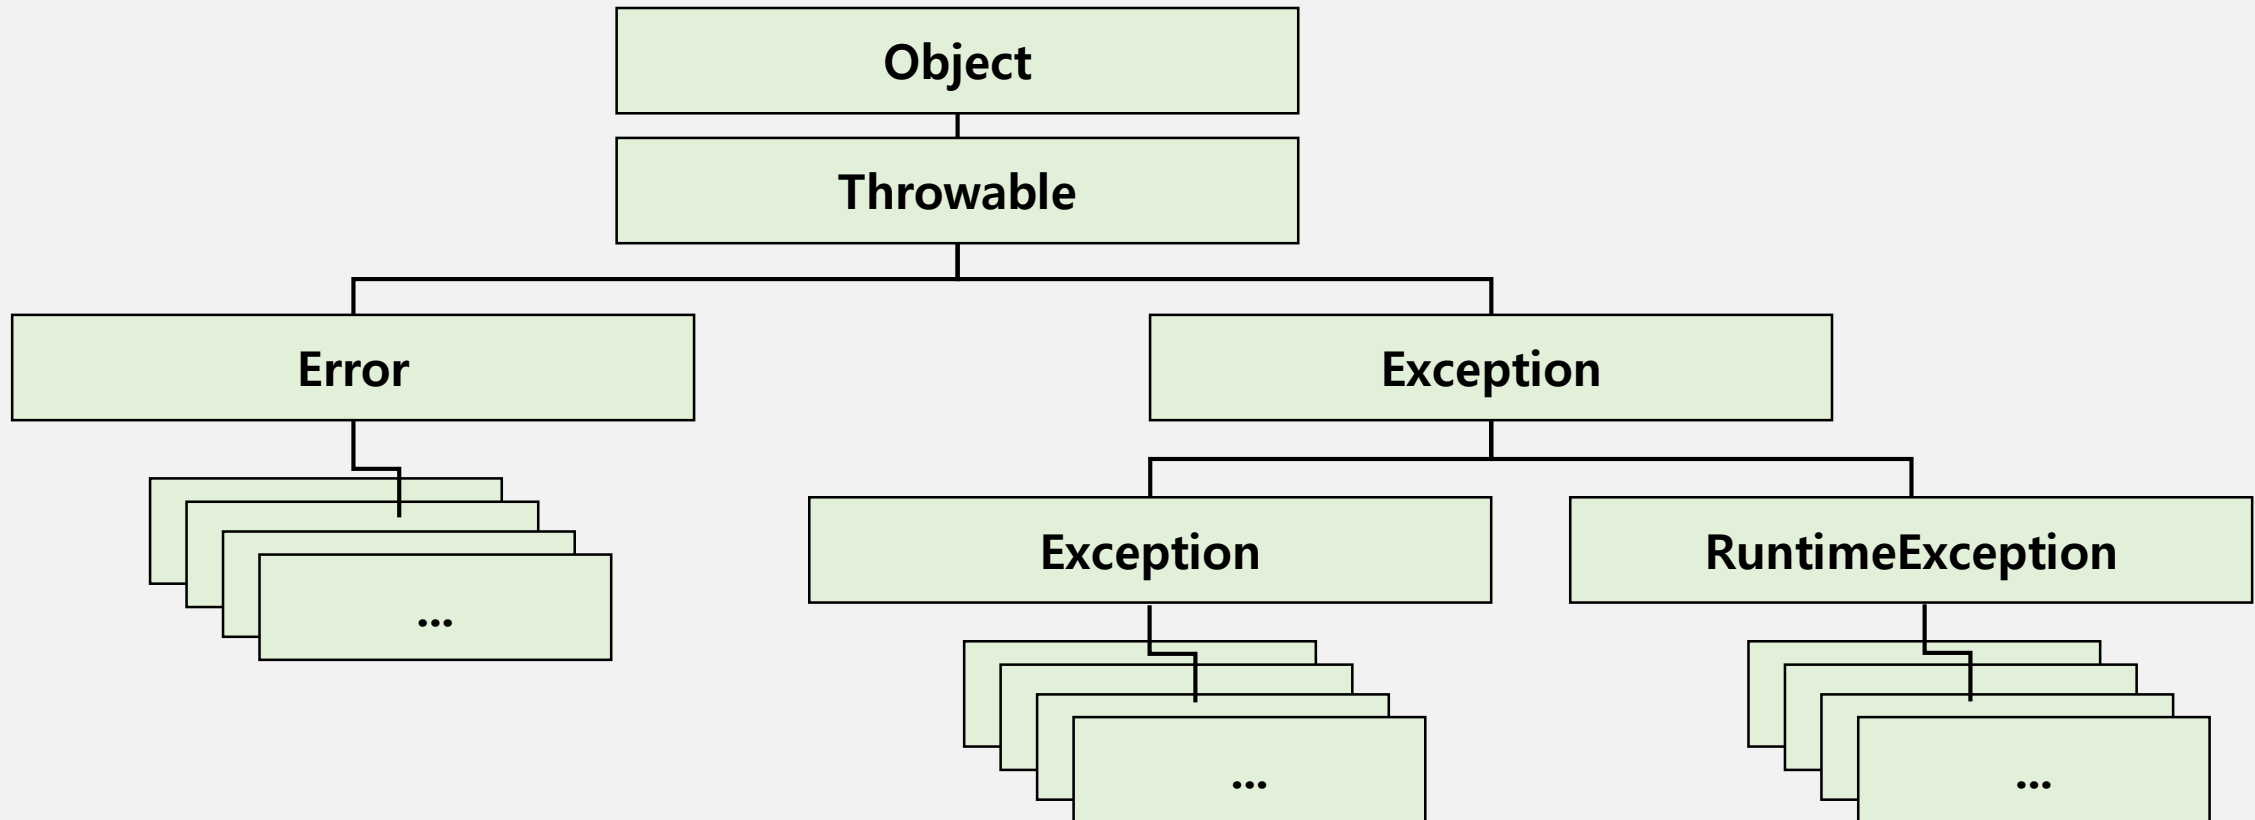 Object
Throwable
Error
Exception
Exception
RuntimeException
...
...
...